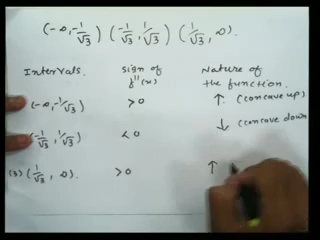 (-∞, -1/√3) (-1/√3, 1/√3) (1/√3, ∞).
Intervals. Sign of f''(x) Nature of the function.
(-∞, -1/√3) >0 ↑ (concave up)
(-1/√3, 1/√3) <0 ↓ (concave down
(3) (1/√3, ∞). >0 ↑